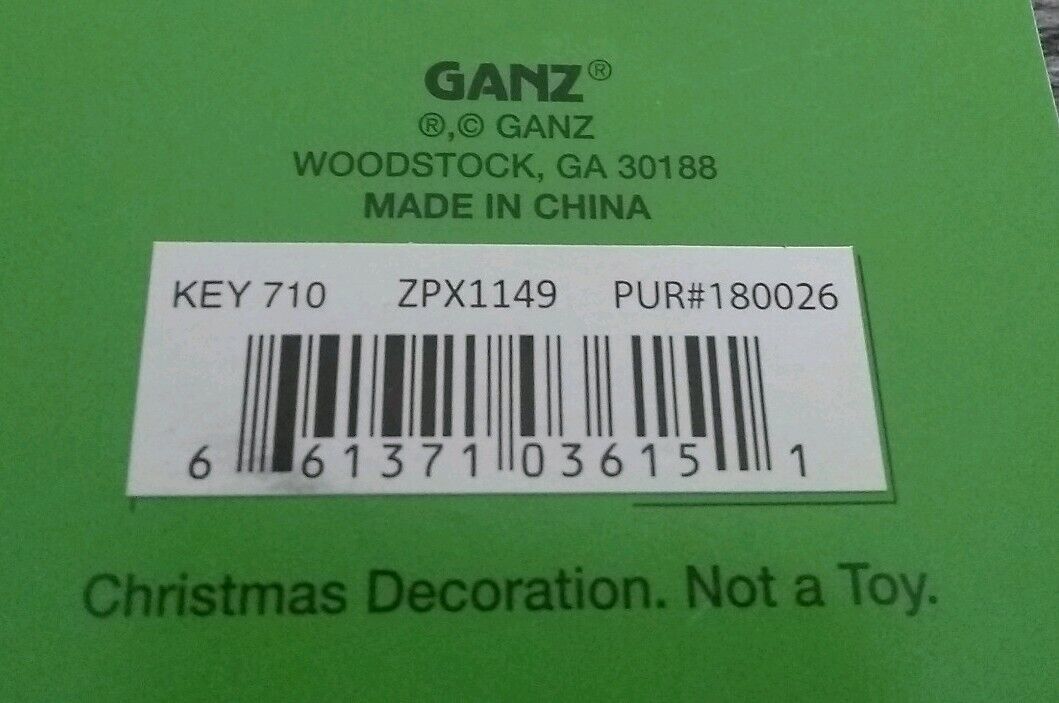 GANZ®
®,© GANZ
WOODSTOCK, GA 30188
MADE IN CHINA
KEY 710 ZPX1149 PUR#180026
6 61371 03615 1
Christmas Decoration. Not a Toy.